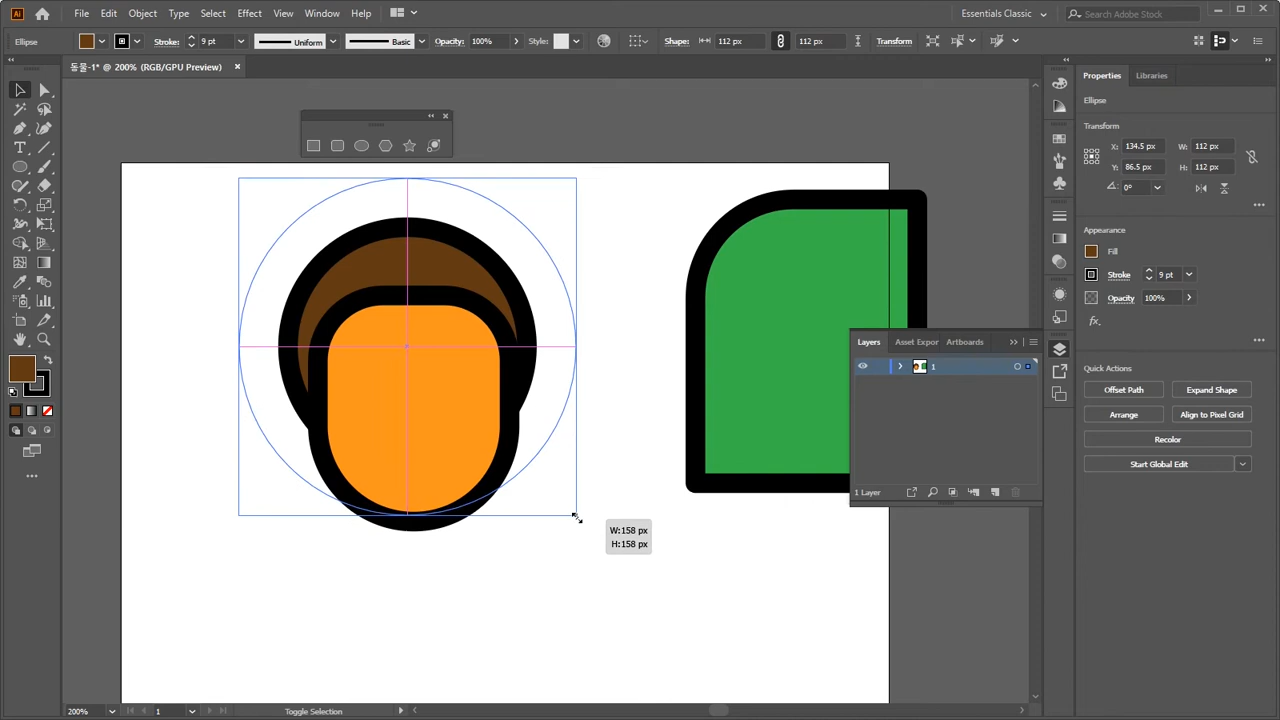 Ai File Edit Object Type Select Effect View Window Help Essentials Classic Search Adobe Stock
Ellipse Stroke: 9 pt Uniform Basic Opacity: 100% Style: Shape: 112 px 112 px Transform
동물-1* @ 200% (RGB/GPU Preview)
Properties Libraries
Ellipse
Transform
X: 134.5 px W: 112 px
Y: 86.5 px H: 112 px
0°
Appearance
Fill
Stroke 9 pt
Opacity 100%
fx.
Layers Asset Expor Artboards
1
1 Layer
Quick Actions
Offset Path Expand Shape
Arrange Align to Pixel Grid
Recolor
Start Global Edit
W:158 px
H:158 px
200% 1 Toggle Selection